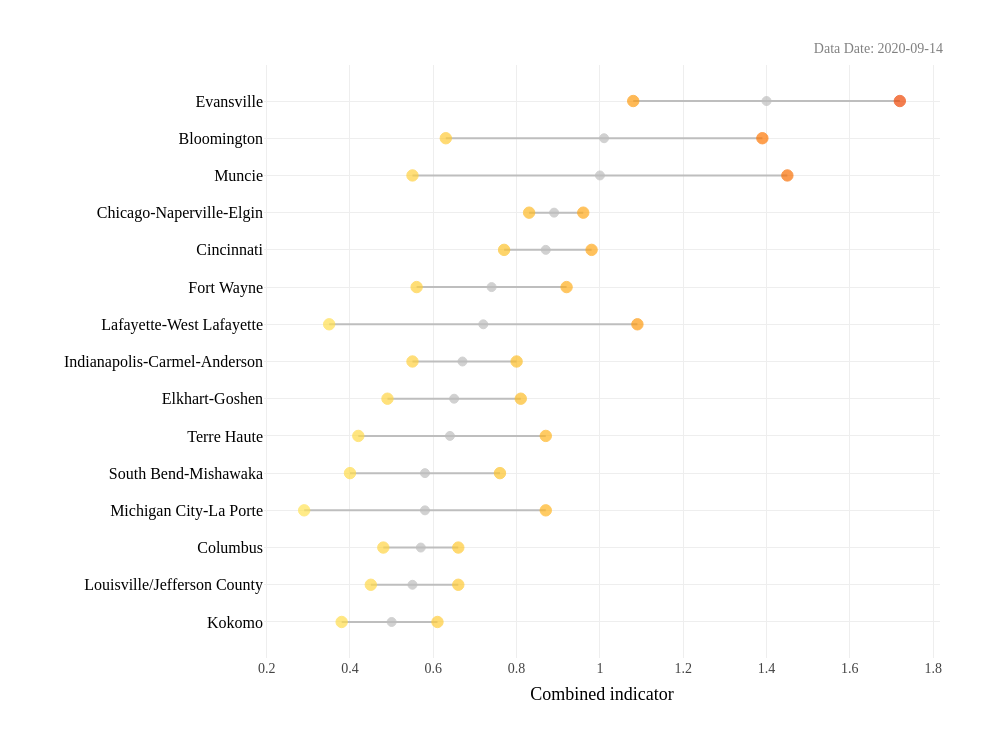 Data Date: 2020-09-14
Evansville
Bloomington
Muncie
Chicago-Naperville-Elgin
Cincinnati
Fort Wayne
Lafayette-West Lafayette
Indianapolis-Carmel-Anderson
Elkhart-Goshen
Terre Haute
South Bend-Mishawaka
Michigan City-La Porte
Columbus
Louisville/Jefferson County
Kokomo
0.2 0.4 0.6 0.8 1 1.2 1.4 1.6 1.8
Combined indicator